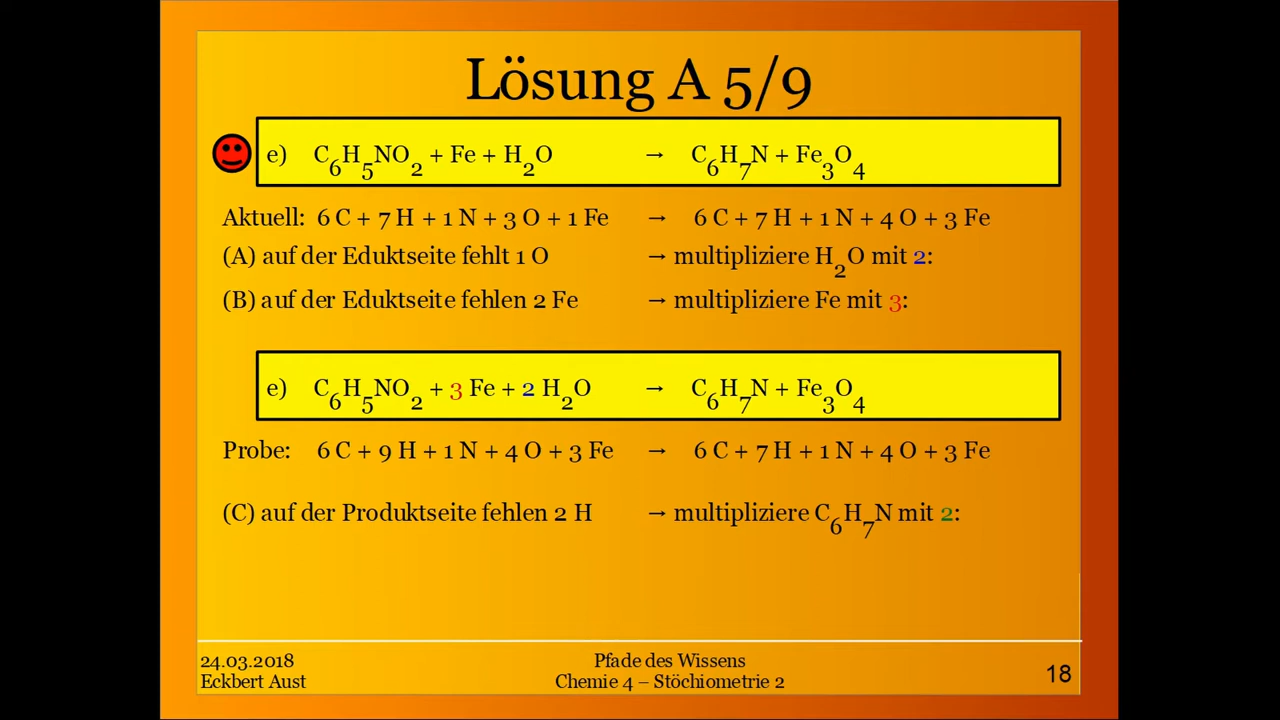 Lösung A 5/9
e) C6H5NO2 + Fe + H2O → C6H7N + Fe3O4
Aktuell: 6 C + 7 H + 1 N + 3 O + 1 Fe → 6 C + 7 H + 1 N + 4 O + 3 Fe
(A) auf der Eduktseite fehlt 1 O → multipliziere H2O mit 2:
(B) auf der Eduktseite fehlen 2 Fe → multipliziere Fe mit 3:
e) C6H5NO2 + 3 Fe + 2 H2O → C6H7N + Fe3O4
Probe: 6 C + 9 H + 1 N + 4 O + 3 Fe → 6 C + 7 H + 1 N + 4 O + 3 Fe
(C) auf der Produktseite fehlen 2 H → multipliziere C6H7N mit 2:
24.03.2018
Eckbert Aust
Pfade des Wissens
Chemie 4 – Stöchiometrie 2
18